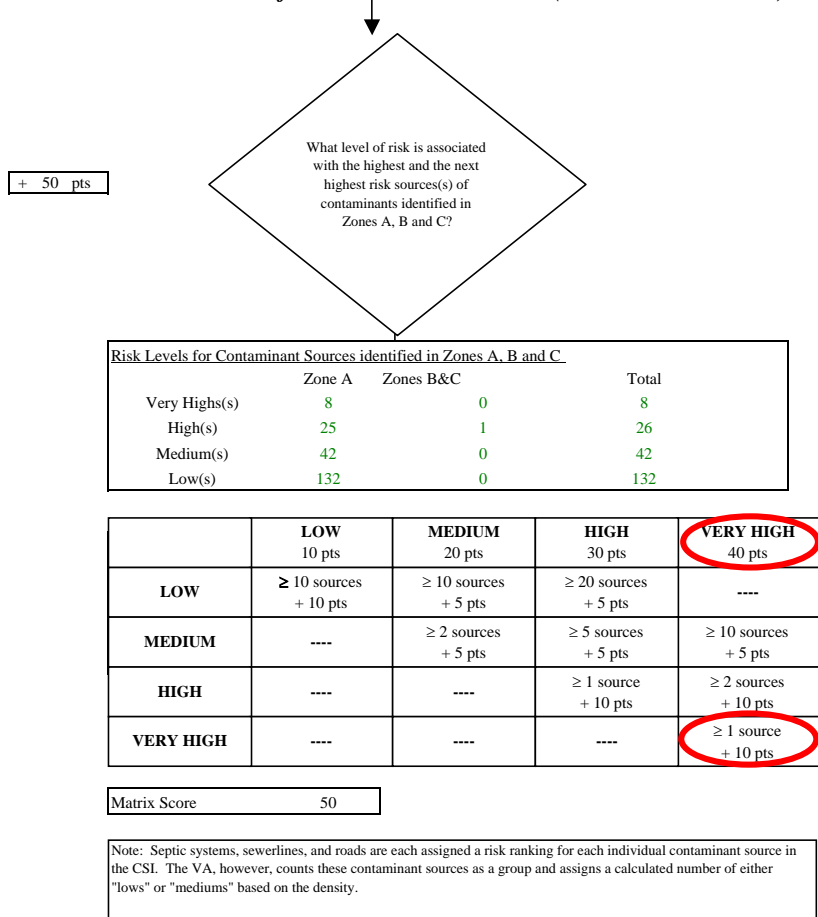 What level of risk is associated
with the highest and the next
highest risk sources(s) of
contaminants identified in
Zones A, B and C?
+ 50 pts
Risk Levels for Contaminant Sources identified in Zones A, B and C
Zone A Zones B&C Total
Very Highs(s) 8 0 8
High(s) 25 1 26
Medium(s) 42 0 42
Low(s) 132 0 132
LOW MEDIUM HIGH VERY HIGH
10 pts 20 pts 30 pts 40 pts
LOW ≥ 10 sources ≥ 10 sources ≥ 20 sources ----
+ 10 pts + 5 pts + 5 pts
MEDIUM ---- ≥ 2 sources ≥ 5 sources ≥ 10 sources
+ 5 pts + 5 pts + 5 pts
HIGH ---- ---- ≥ 1 source ≥ 2 sources
+ 10 pts + 10 pts
VERY HIGH ---- ---- ---- ≥ 1 source
+ 10 pts
Matrix Score 50
Note: Septic systems, sewerlines, and roads are each assigned a risk ranking for each individual contaminant source in
the CSI. The VA, however, counts these contaminant sources as a group and assigns a calculated number of either
"lows" or "mediums" based on the density.